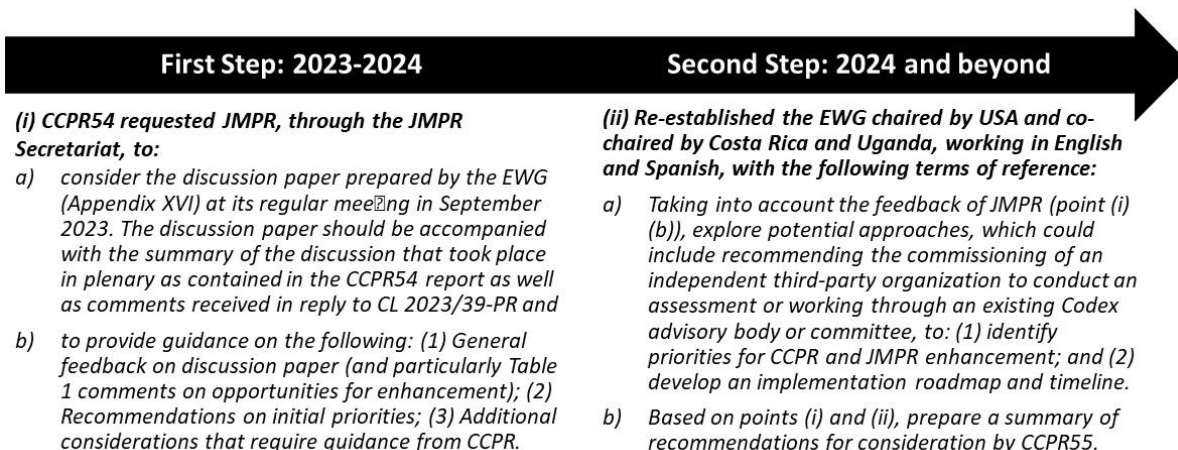 First Step: 2023-2024
Second Step: 2024 and beyond
(i) CCPR54 requested JMPR, through the JMPR
Secretariat, to:
a) consider the discussion paper prepared by the EWG
(Appendix XVI) at its regular mee⍰ng in September
2023. The discussion paper should be accompanied
with the summary of the discussion that took place
in plenary as contained in the CCPR54 report as well
as comments received in reply to CL 2023/39-PR and
b) to provide guidance on the following: (1) General
feedback on discussion paper (and particularly Table
1 comments on opportunities for enhancement); (2)
Recommendations on initial priorities; (3) Additional
considerations that require guidance from CCPR.
(ii) Re-established the EWG chaired by USA and co-
chaired by Costa Rica and Uganda, working in English
and Spanish, with the following terms of reference:
a) Taking into account the feedback of JMPR (point (i)
(b)), explore potential approaches, which could
include recommending the commissioning of an
independent third-party organization to conduct an
assessment or working through an existing Codex
advisory body or committee, to: (1) identify
priorities for CCPR and JMPR enhancement; and (2)
develop an implementation roadmap and timeline.
b) Based on points (i) and (ii), prepare a summary of
recommendations for consideration by CCPR55.